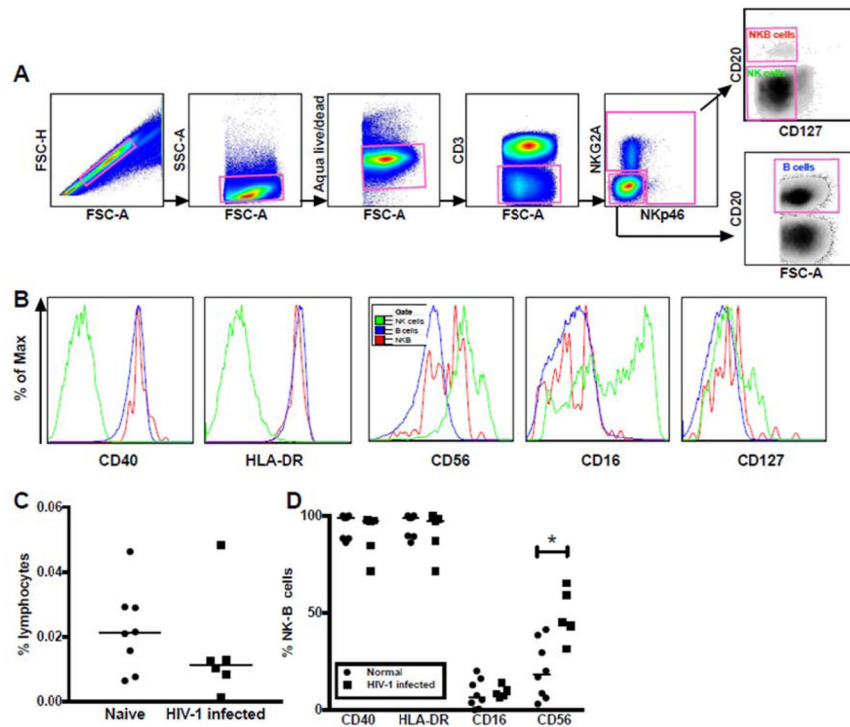 A
FSC-H
FSC-A
SSC-A
FSC-A
Aqua live/dead
FSC-A
CD3
FSC-A
NKG2A
NKp46
CD20
NKB cells
NK cells
CD127
CD20
B cells
FSC-A
B
% of Max
CD40
HLA-DR
Gate
NK cells
B cells
NKB
CD56
CD16
CD127
C
% lymphocytes
0.06
0.04
0.02
0.00
Naive
HIV-1 infected
D
% NK-B cells
100
50
0
*
Normal
HIV-1 infected
CD40
HLA-DR
CD16
CD56